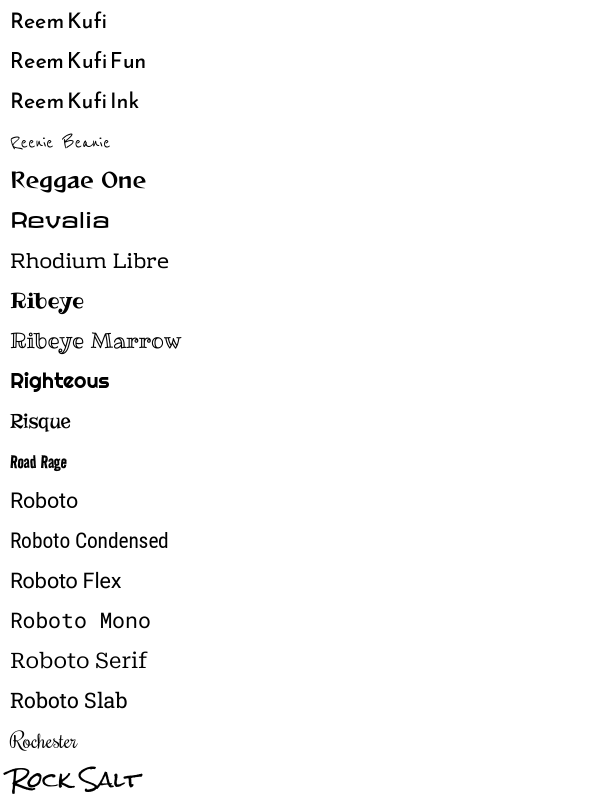 Reem Kufi
Reem Kufi Fun
Reem Kufi Ink
Reenie Beanie
Reggae One
Revalia
Rhodium Libre
Ribeye
Ribeye Marrow
Righteous
Risque
Road Rage
Roboto
Roboto Condensed
Roboto Flex
Roboto Mono
Roboto Serif
Roboto Slab
Rochester
Rock Salt